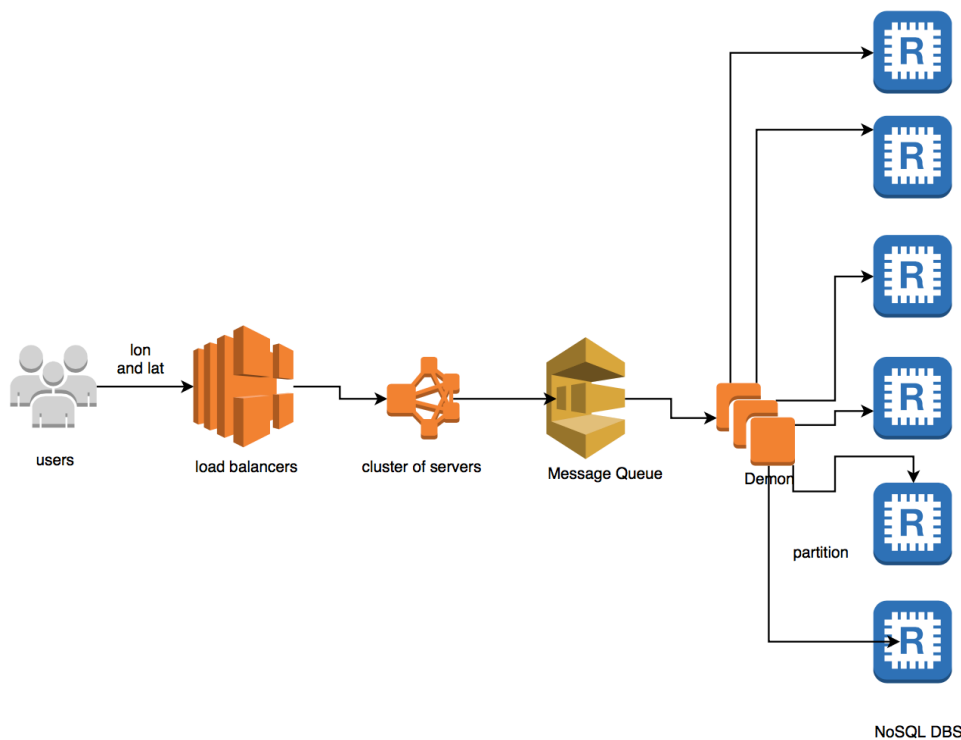 lon
and lat
users
load balancers
cluster of servers
Message Queue
Demon
partition
R
R
R
R
R
R
NoSQL DBS